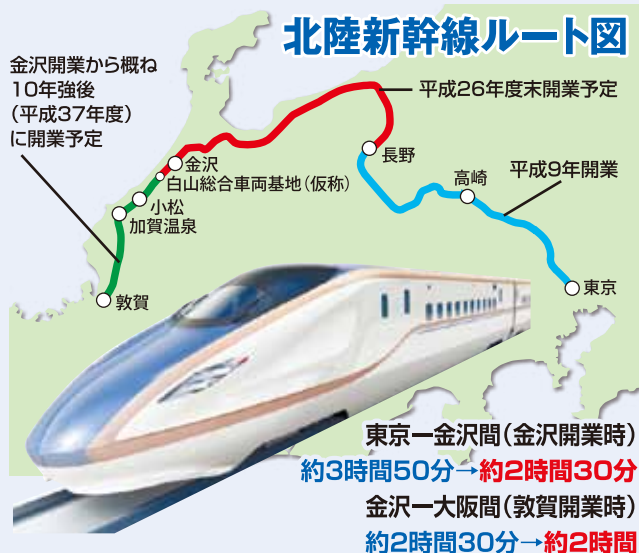 北陸新幹線ルート図
金沢開業から概ね
10年強後
（平成37年度）
に開業予定
平成26年度末開業予定
長野
平成9年開業
高崎
金沢
白山総合車両基地（仮称）
小松
加賀温泉
敦賀
東京
東京ー金沢間（金沢開業時）
約3時間50分→約2時間30分
金沢ー大阪間（敦賀開業時）
約2時間30分→約2時間